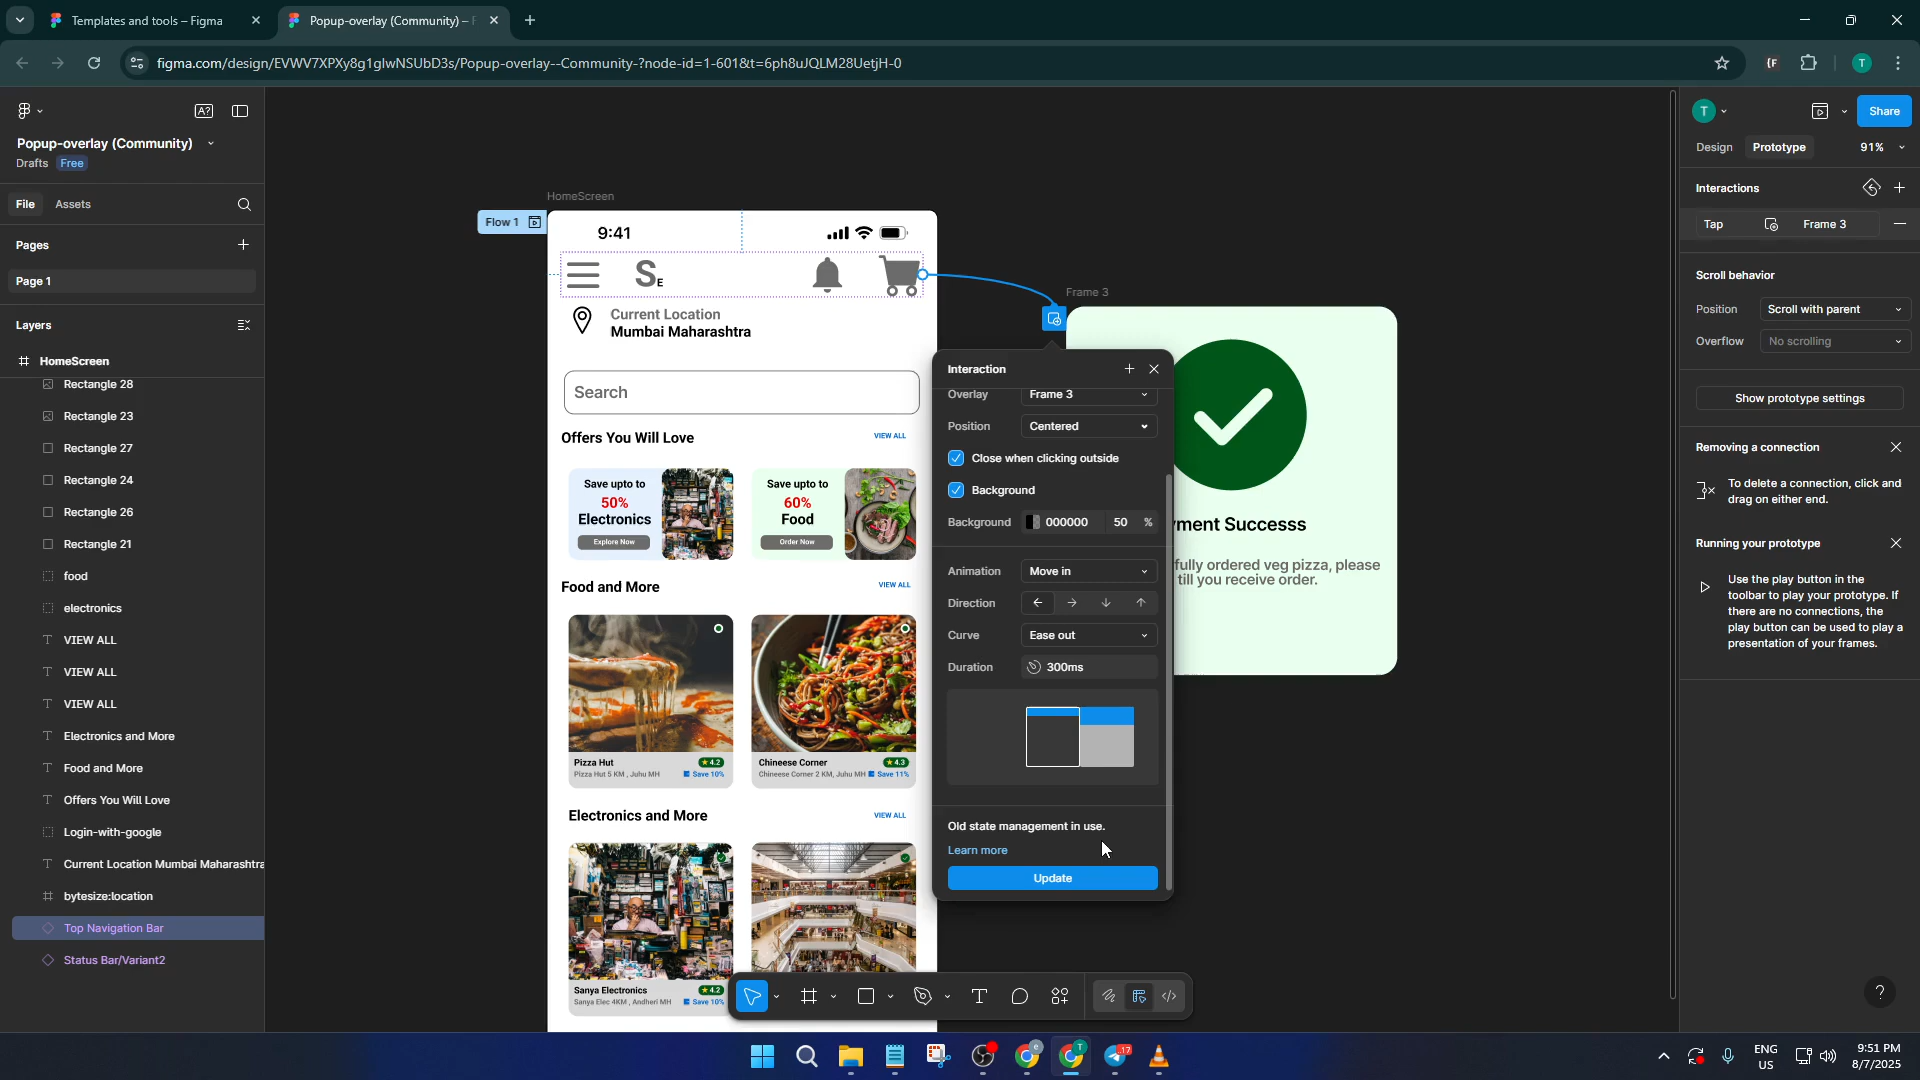 Templates and tools – Figma
Popup-overlay (Community) – F
figma.com/design/EVWV7XPXy8g1glwNSUbD3s/Popup-overlay--Community-?node-id=1-601&t=6ph8uJQLM28UetjH-0
T
A?
Popup-overlay (Community)
Drafts Free
File Assets
Pages
Page 1
Layers
HomeScreen
Rectangle 28
Rectangle 23
Rectangle 27
Rectangle 24
Rectangle 26
Rectangle 21
food
electronics
VIEW ALL
VIEW ALL
VIEW ALL
Electronics and More
Food and More
Offers You Will Love
Login-with-google
Current Location Mumbai Maharashtra
bytesize:location
Top Navigation Bar
Status Bar/Variant2
HomeScreen
Flow 1
9:41
SE
Current Location
Mumbai Maharashtra
Search
Offers You Will Love VIEW ALL
Save upto to
50%
Electronics
Explore Now
Save upto to
60%
Food
Order Now
Food and More VIEW ALL
Pizza Hut 4.2
Pizza Hut 5 KM , Juhu MH Save 10%
Chineese Corner 4.3
Chineese Corner 2 KM, Juhu MH Save 11%
Electronics and More VIEW ALL
Sanya Electronics 4.2
Sanya Elec 4KM , Andheri MH Save 10%
Frame 3
yment Successs
fully ordered veg pizza, please
till you receive order.
Interaction
Overlay Frame 3
Position Centered
Close when clicking outside
Background
Background 000000 50 %
Animation Move in
Direction
Curve Ease out
Duration 300ms
Old state management in use.
Learn more
Update
T Share
Design Prototype 91%
Interactions
Tap Frame 3
Scroll behavior
Position Scroll with parent
Overflow No scrolling
Show prototype settings
Removing a connection
To delete a connection, click and
drag on either end.
Running your prototype
Use the play button in the
toolbar to play your prototype. If
there are no connections, the
play button can be used to play a
presentation of your frames.
?
17
ENG
US
9:51 PM
8/7/2025